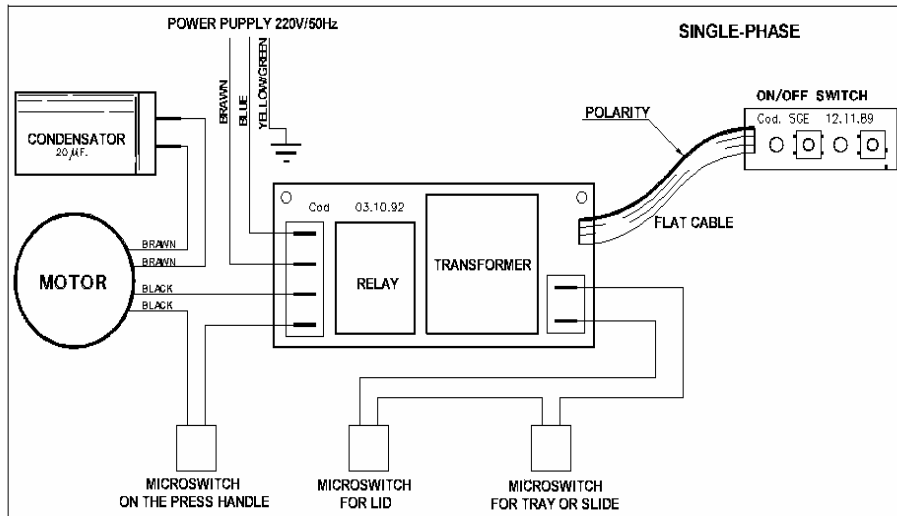 POWER PUPPLY 220V/50Hz
SINGLE-PHASE
BRAWN
BLUE
YELLOW/GREEN
ON/OFF SWITCH
Cod. SGE 12.11.89
POLARITY
CONDENSATOR
20 µF.
FLAT CABLE
Cod 03.10.92
TRANSFORMER
RELAY
MOTOR
BRAWN
BRAWN
BLACK
BLACK
MICROSWITCH
ON THE PRESS HANDLE
MICROSWITCH
FOR LID
MICROSWITCH
FOR TRAY OR SLIDE